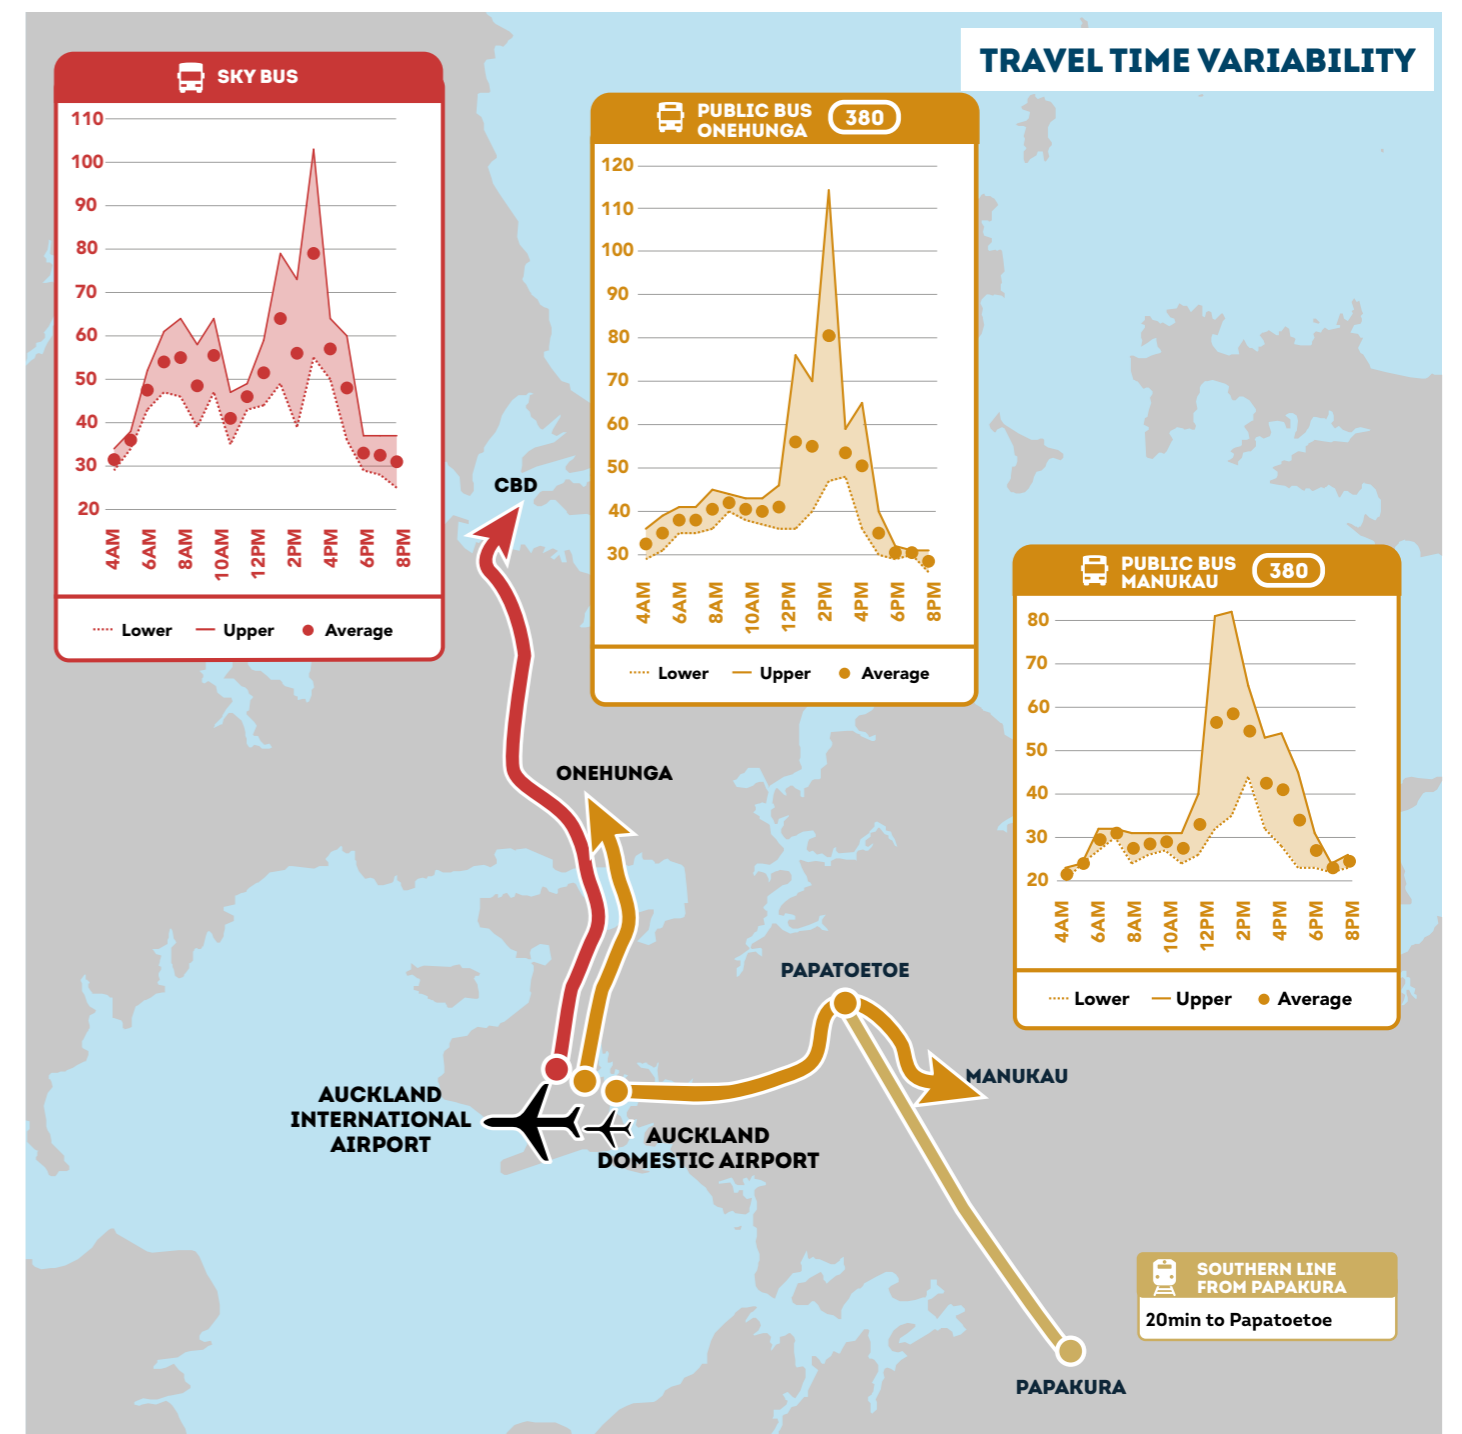 TRAVEL TIME VARIABILITY
SKY BUS
110
100
90
80
70
60
50
40
30
20
4AM
6AM
8AM
10AM
12PM
2PM
4PM
6PM
8PM
Lower
Upper
Average
PUBLIC BUS
ONEHUNGA
380
120
110
100
90
80
70
60
50
40
30
4AM
6AM
8AM
10AM
12PM
2PM
4PM
6PM
8PM
Lower
Upper
Average
PUBLIC BUS
MANUKAU
380
80
70
60
50
40
30
20
4AM
6AM
8AM
10AM
12PM
2PM
4PM
6PM
8PM
Lower
Upper
Average
CBD
ONEHUNGA
PAPATOETOE
MANUKAU
AUCKLAND
INTERNATIONAL
AIRPORT
AUCKLAND
DOMESTIC AIRPORT
SOUTHERN LINE
FROM PAPAKURA
20min to Papatoetoe
PAPAKURA